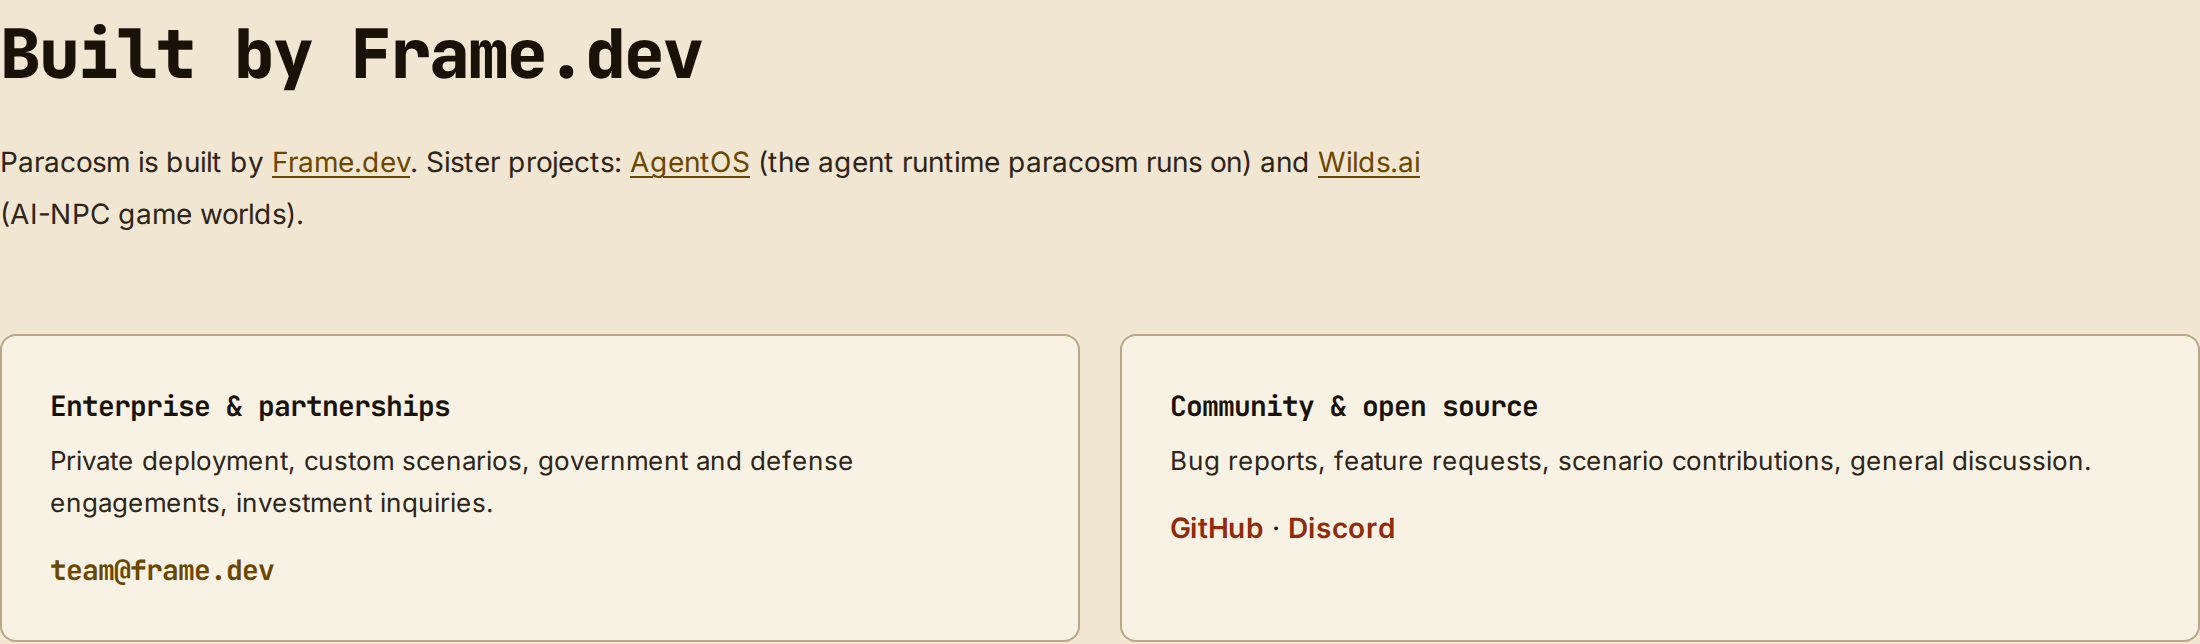 Built by Frame.dev
Paracosm is built by Frame.dev. Sister projects: AgentOS (the agent runtime paracosm runs on) and Wilds.ai
(AI-NPC game worlds).
Enterprise & partnerships
Private deployment, custom scenarios, government and defense
engagements, investment inquiries.
team@frame.dev
Community & open source
Bug reports, feature requests, scenario contributions, general discussion.
GitHub · Discord